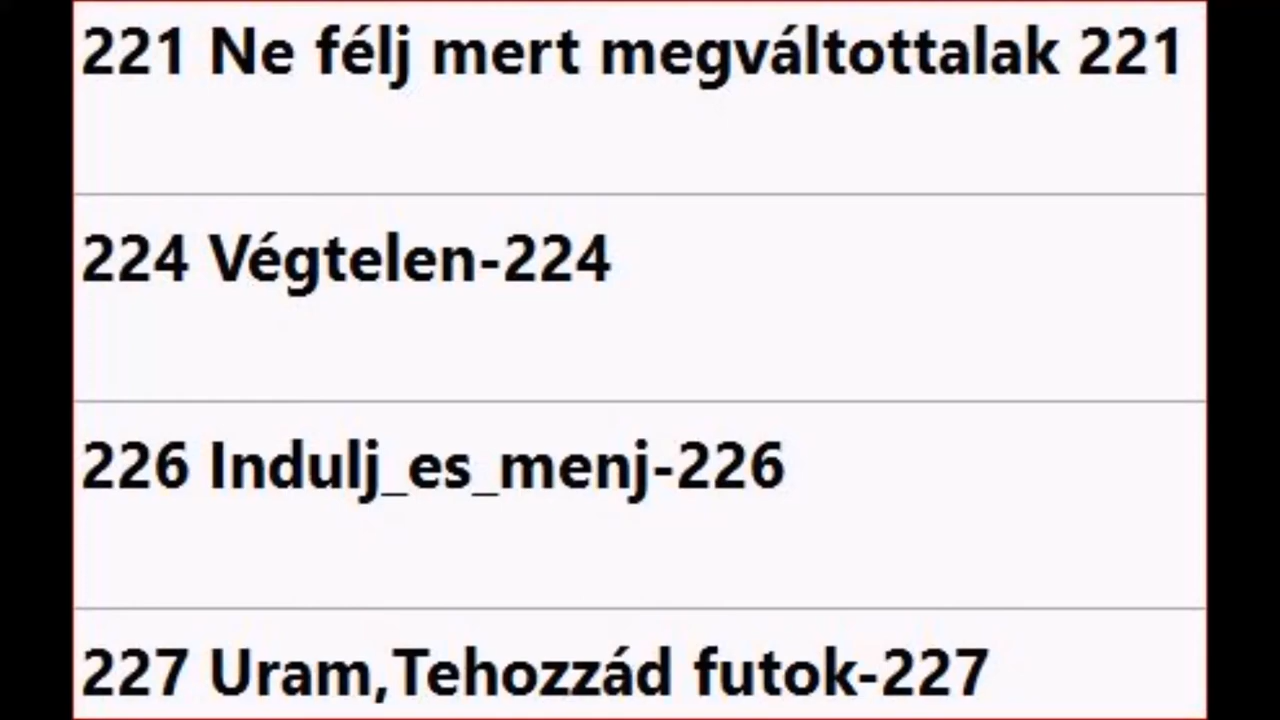 221 Ne félj mert megváltottalak 221
224 Végtelen-224
226 Indulj_es_menj-226
227 Uram,Tehozzád futok-227